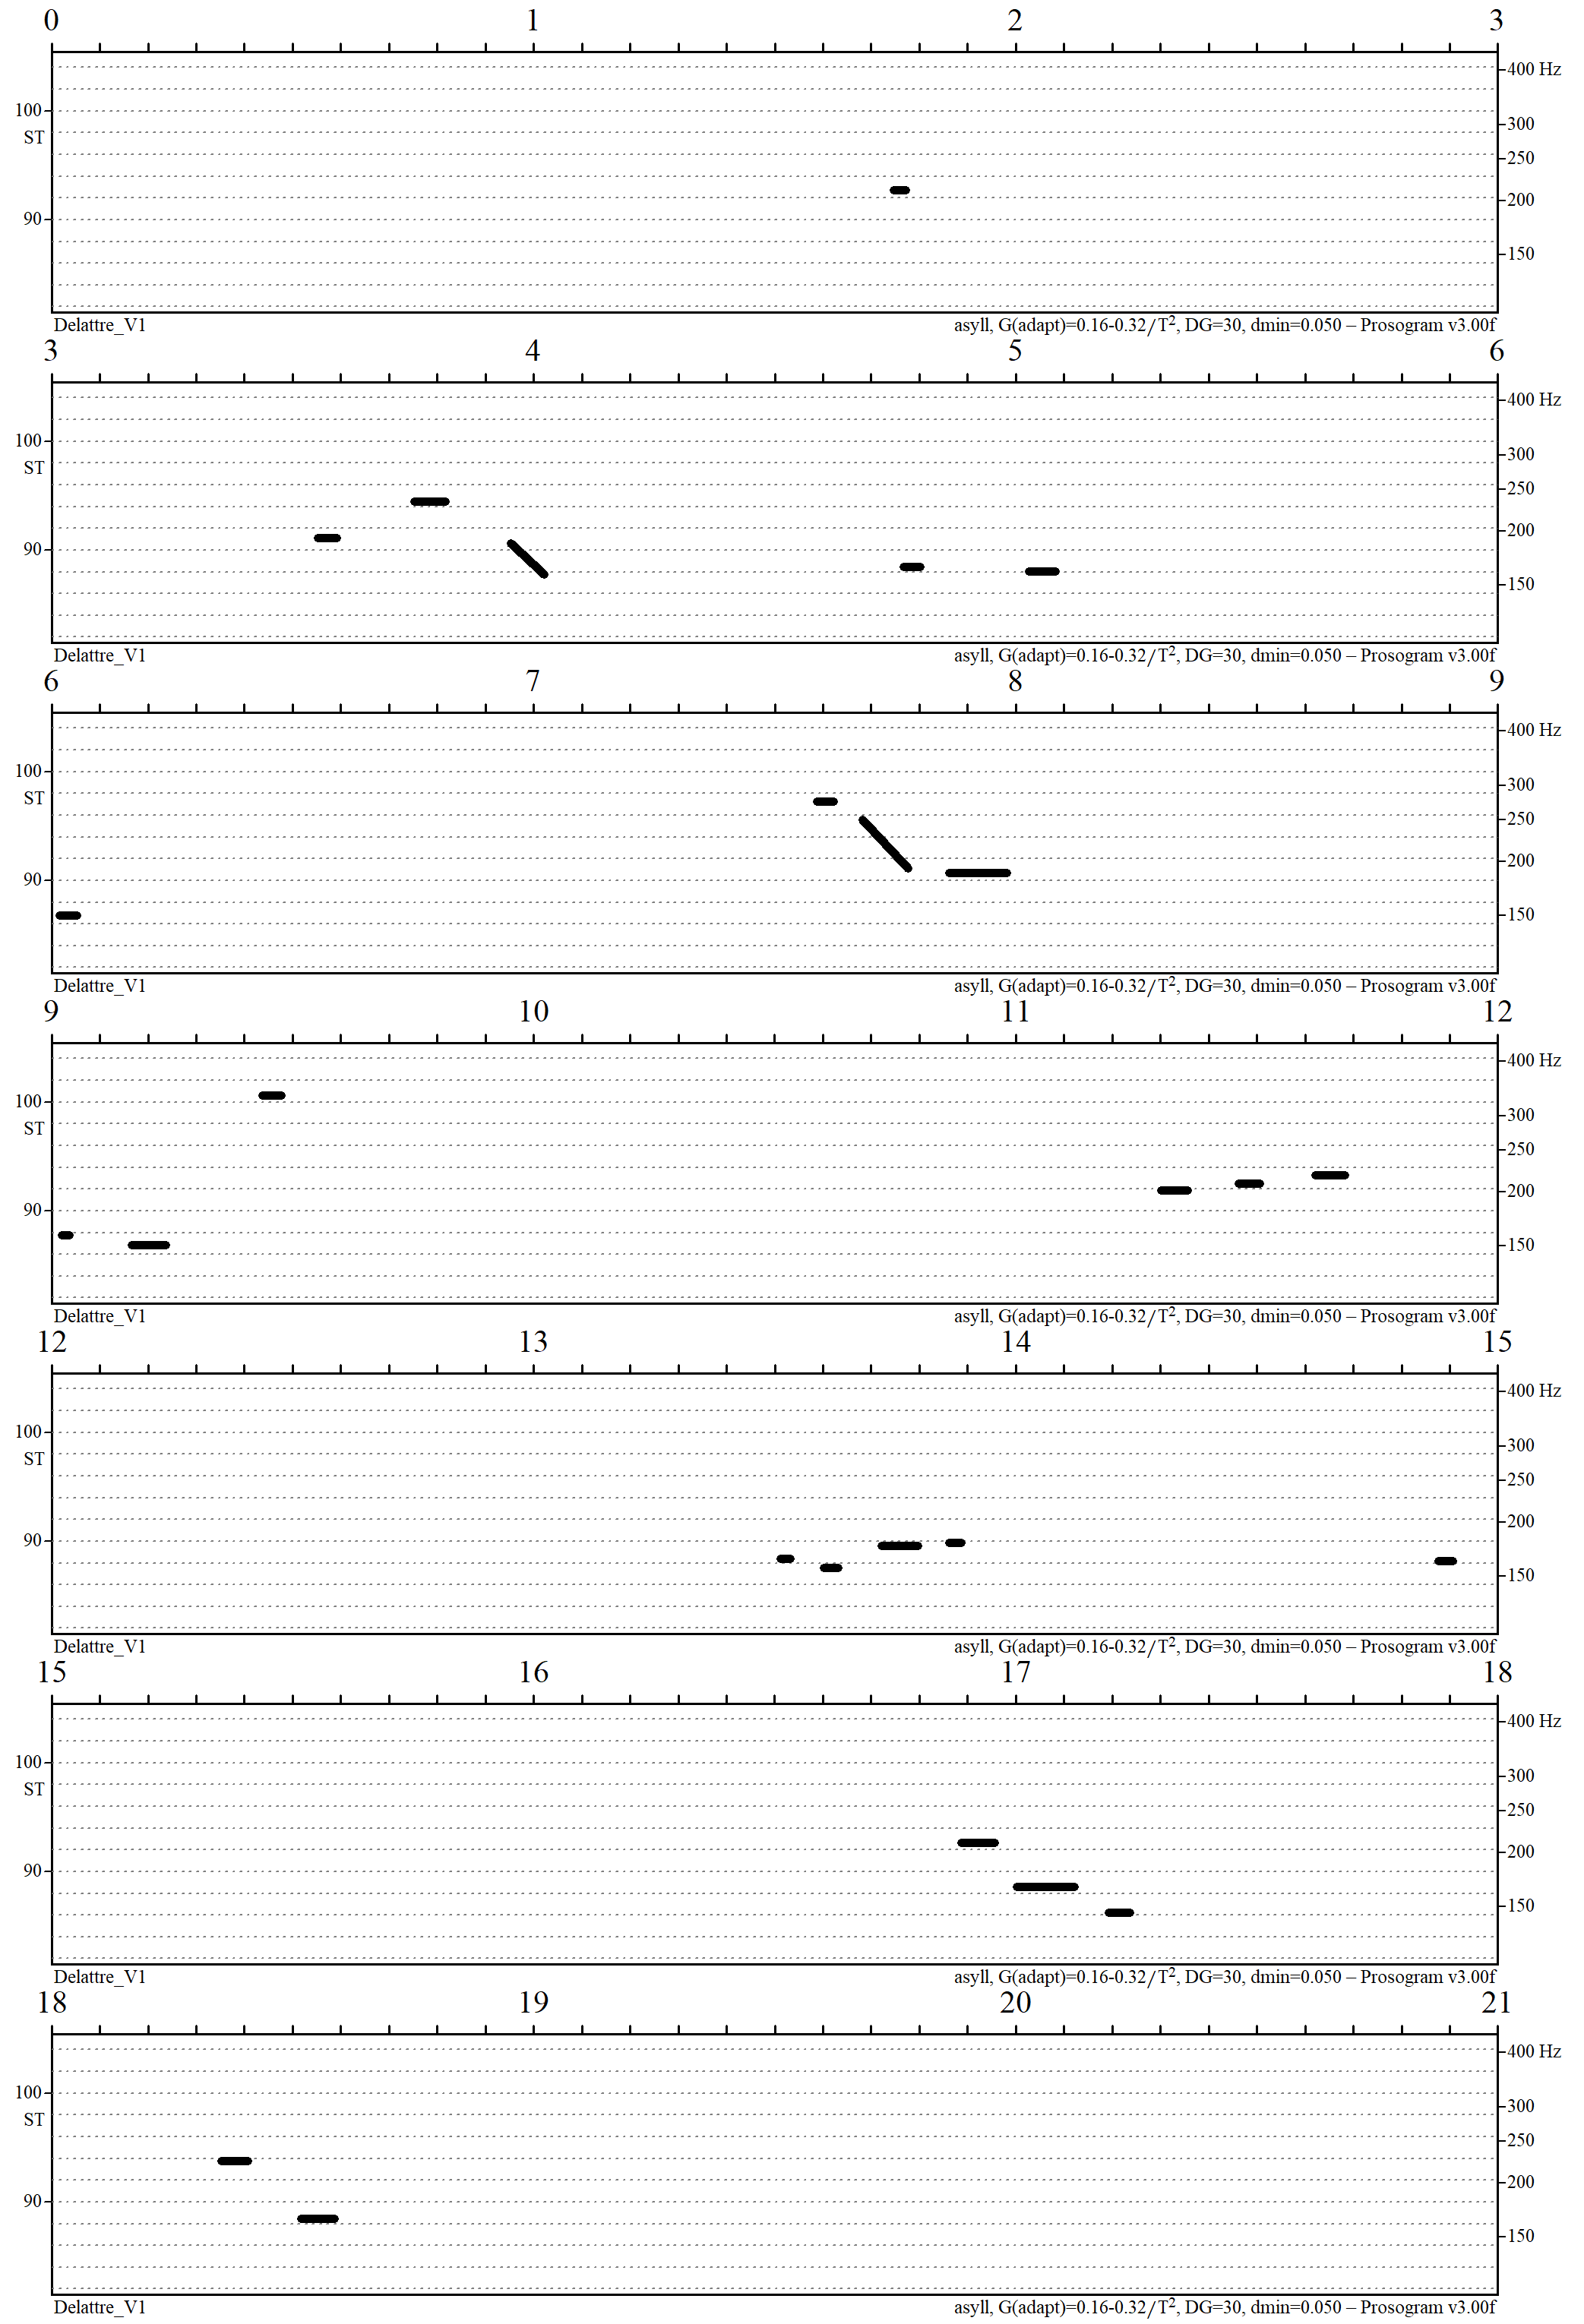 0 1 2 3
400 Hz
100
300
ST
250
200
90
150
Delattre_V1 asyll, G(adapt)=0.16-0.32/T², DG=30, dmin=0.050 – Prosogram v3.00f
3 4 5 6
400 Hz
100
300
ST
250
200
90
150
Delattre_V1 asyll, G(adapt)=0.16-0.32/T², DG=30, dmin=0.050 – Prosogram v3.00f
6 7 8 9
400 Hz
100
300
ST
250
200
90
150
Delattre_V1 asyll, G(adapt)=0.16-0.32/T², DG=30, dmin=0.050 – Prosogram v3.00f
9 10 11 12
400 Hz
100
300
ST
250
200
90
150
Delattre_V1 asyll, G(adapt)=0.16-0.32/T², DG=30, dmin=0.050 – Prosogram v3.00f
12 13 14 15
400 Hz
100
300
ST
250
200
90
150
Delattre_V1 asyll, G(adapt)=0.16-0.32/T², DG=30, dmin=0.050 – Prosogram v3.00f
15 16 17 18
400 Hz
100
300
ST
250
200
90
150
Delattre_V1 asyll, G(adapt)=0.16-0.32/T², DG=30, dmin=0.050 – Prosogram v3.00f
18 19 20 21
400 Hz
100
300
ST
250
200
90
150
Delattre_V1 asyll, G(adapt)=0.16-0.32/T², DG=30, dmin=0.050 – Prosogram v3.00f